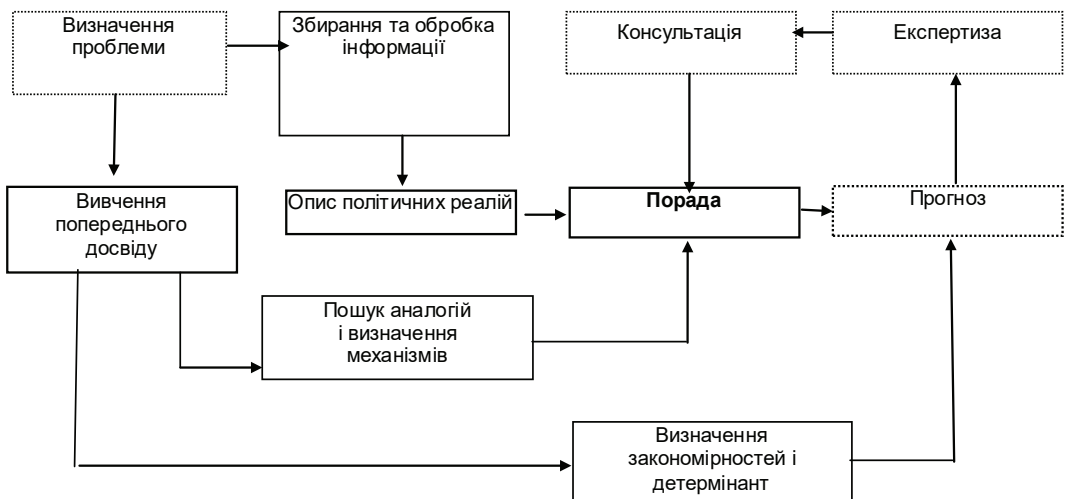 Визначення
проблеми
Збирання та обробка
інформації
Консультація
Експертиза
Вивчення
попереднього
досвіду
Опис політичних реалій
Порада
Прогноз
Пошук аналогій
і визначення
механізмів
Визначення
закономірностей і
детермінант